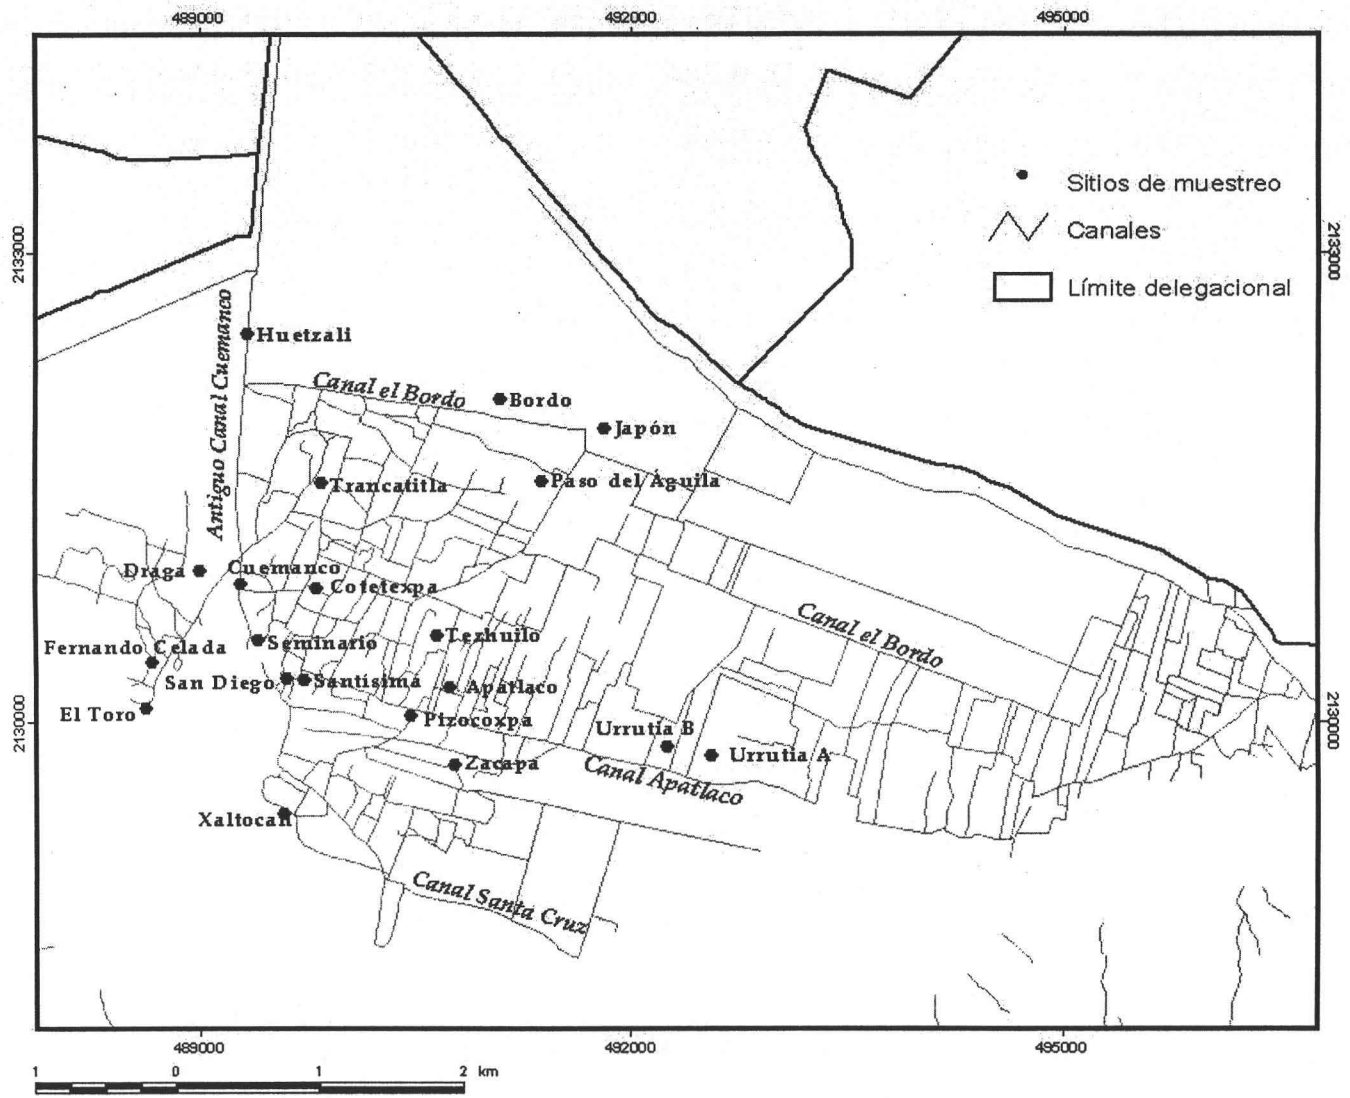 489000
492000
495000
Sitios de muestreo
Canales
Límite delegacional
2133000
2133000
Antiguo Canal Cuemanco
Huetzali
Canal el Bordo
Bordo
Japón
Trancatitla
Paso del Águila
Draga
Cuemanco
Cotetexpa
Canal el Bordo
Fernando Celada
Seminario
Tezhuilo
San Diego
Santísima
Apatlaco
El Toro
Pizocoxpa
Urrutia B
Urrutia A
2130000
2130000
Zacapa
Canal Apatlaco
Xaltocan
Canal Santa Cruz
489000
492000
495000
1 0 1 2 km